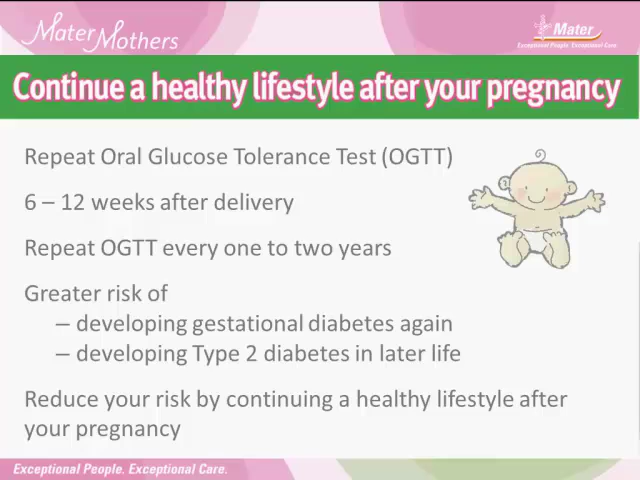 Mater Mothers
Mater
Exceptional People. Exceptional Care.
Continue a healthy lifestyle after your pregnancy
Repeat Oral Glucose Tolerance Test (OGTT)
6 – 12 weeks after delivery
Repeat OGTT every one to two years
Greater risk of
– developing gestational diabetes again
– developing Type 2 diabetes in later life
Reduce your risk by continuing a healthy lifestyle after
your pregnancy
Exceptional People. Exceptional Care.